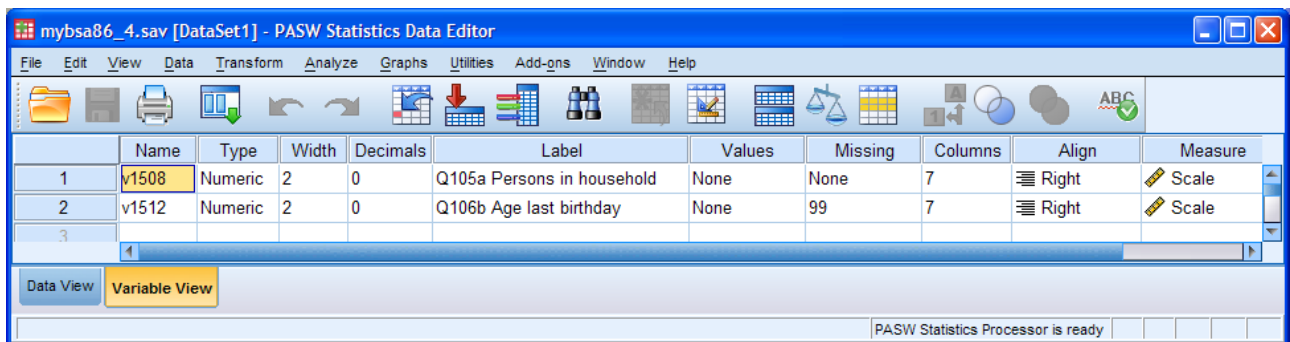 mybsa86_4.sav [DataSet1] - PASW Statistics Data Editor
File Edit View Data Transform Analyze Graphs Utilities Add-ons Window Help
A 1 ABC
Name Type Width Decimals Label Values Missing Columns Align Measure
1 v1508 Numeric 2 0 Q105a Persons in household None None 7 Right Scale
2 v1512 Numeric 2 0 Q106b Age last birthday None 99 7 Right Scale
3
Data View Variable View
PASW Statistics Processor is ready